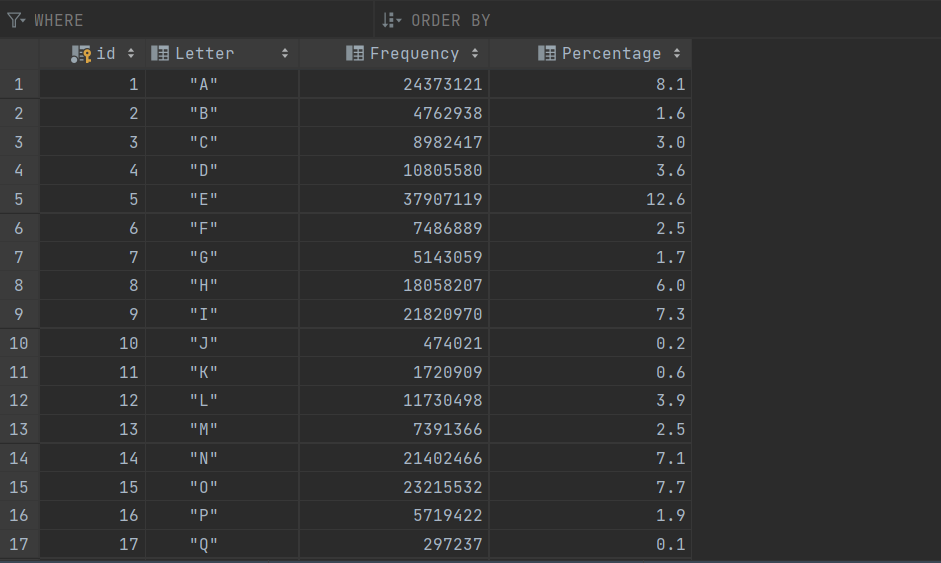 WHERE ORDER BY
id Letter Frequency Percentage
1 1 "A" 24373121 8.1
2 2 "B" 4762938 1.6
3 3 "C" 8982417 3.0
4 4 "D" 10805580 3.6
5 5 "E" 37907119 12.6
6 6 "F" 7486889 2.5
7 7 "G" 5143059 1.7
8 8 "H" 18058207 6.0
9 9 "I" 21820970 7.3
10 10 "J" 474021 0.2
11 11 "K" 1720909 0.6
12 12 "L" 11730498 3.9
13 13 "M" 7391366 2.5
14 14 "N" 21402466 7.1
15 15 "O" 23215532 7.7
16 16 "P" 5719422 1.9
17 17 "Q" 297237 0.1